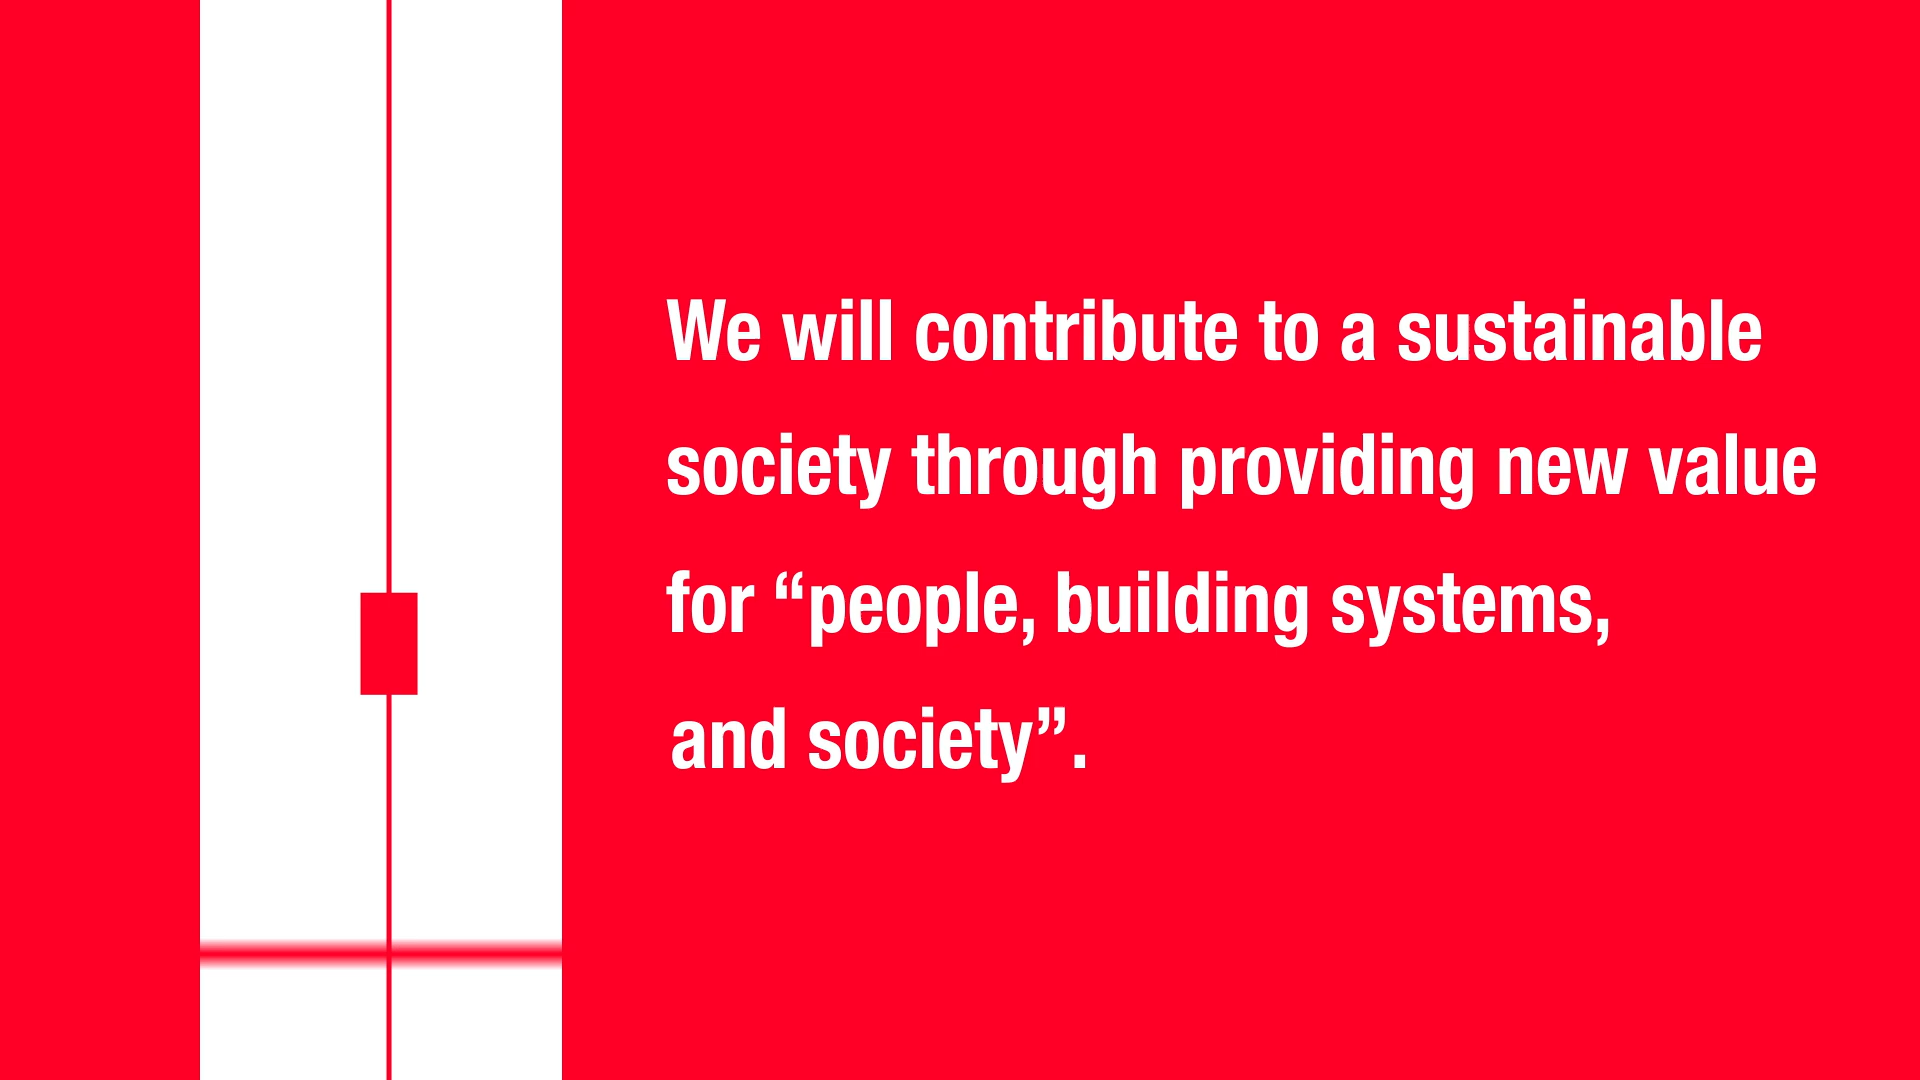 We will contribute to a sustainable
society through providing new value
for “people, building systems,
and society”.